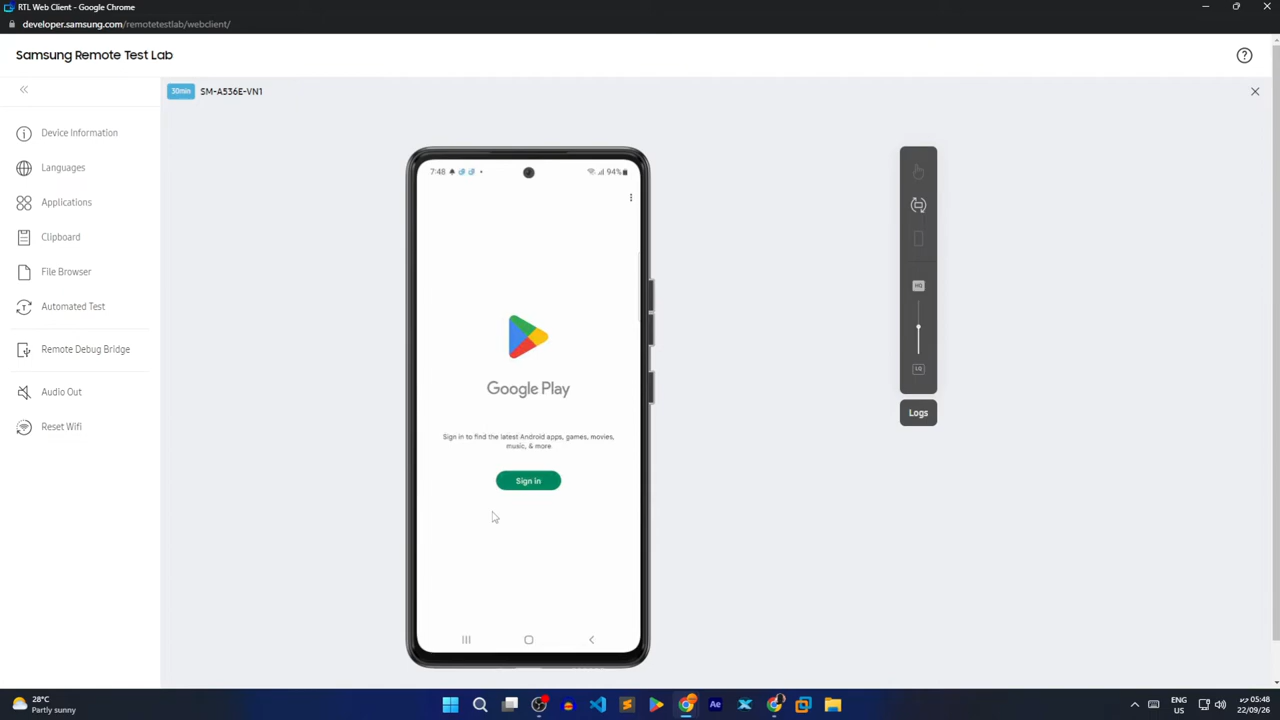 RTL Web Client - Google Chrome
developer.samsung.com/remotetestlab/webclient/
Samsung Remote Test Lab
30min SM-A536E-VN1
Device Information
Languages
Applications
Clipboard
File Browser
Automated Test
Remote Debug Bridge
Audio Out
Reset Wifi
7:48
94%
Google Play
Sign in to find the latest Android apps, games, movies,
music, & more
Sign in
HQ
LQ
Logs
28°C
Partly sunny
Ae
ENG
US
05:48
22/09/26